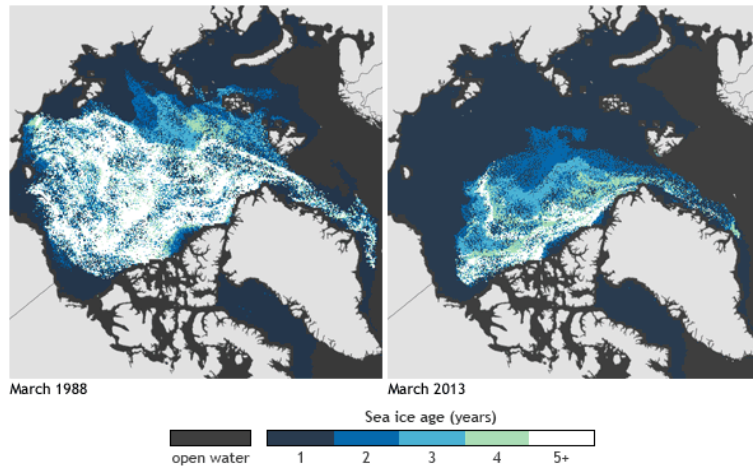 March 1988
March 2013
Sea ice age (years)
open water 1 2 3 4 5+